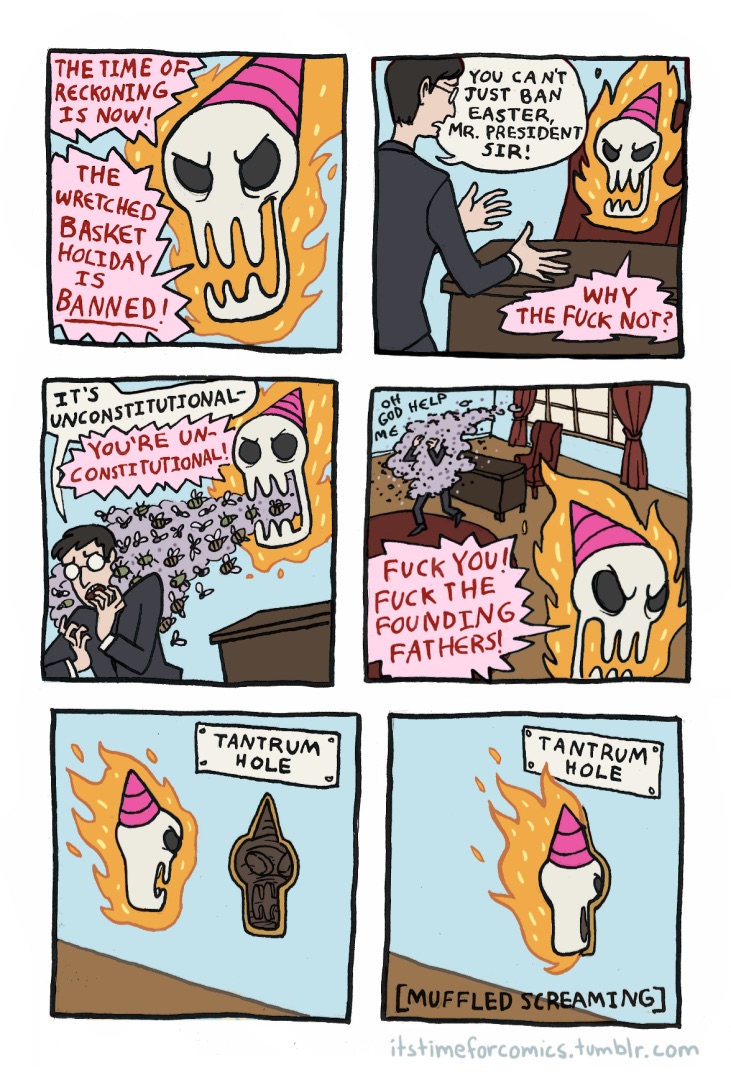 THE TIME OF
RECKONING
IS NOW!
THE
WRETCHED
BASKET
HOLIDAY
IS
BANNED!
YOU CAN'T
JUST BAN
EASTER,
MR. PRESIDENT
SIR!
WHY
THE FUCK NOT?
IT'S
UNCONSTITUTIONAL-
YOU'RE UN-
CONSTITUTIONAL!
OH
GOD HELP
ME
FUCK YOU!
FUCK THE
FOUNDING
FATHERS!
TANTRUM
HOLE
TANTRUM
HOLE
[MUFFLED SCREAMING]
itstimeforcomics.tumblr.com